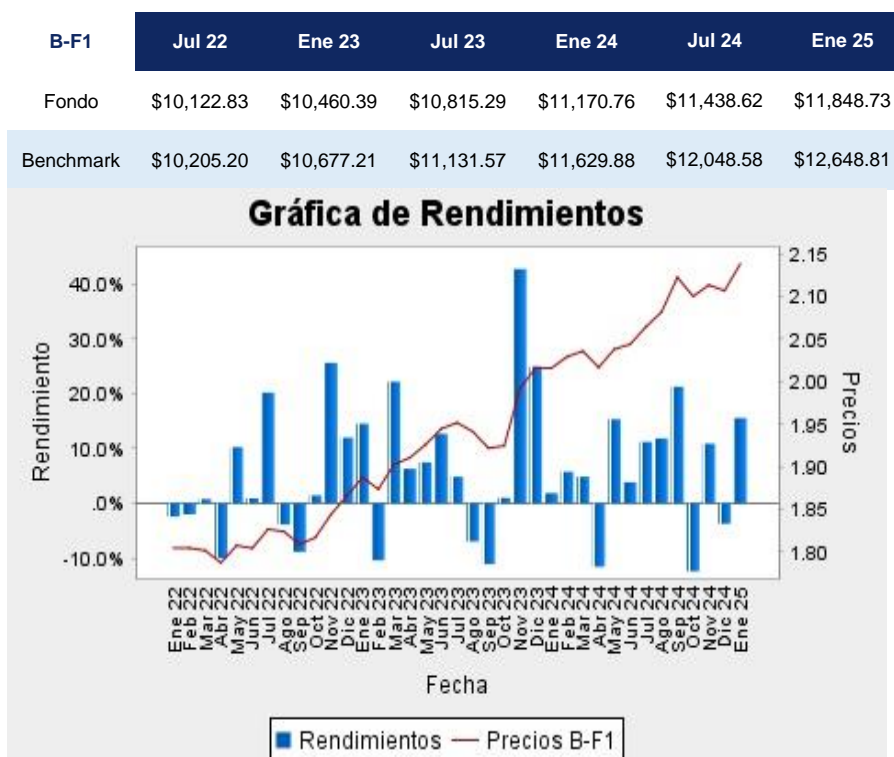 B-F1 Jul 22 Ene 23 Jul 23 Ene 24 Jul 24 Ene 25
Fondo $10,122.83 $10,460.39 $10,815.29 $11,170.76 $11,438.62 $11,848.73
Benchmark $10,205.20 $10,677.21 $11,131.57 $11,629.88 $12,048.58 $12,648.81
Gráfica de Rendimientos
Rendimiento
40.0%
30.0%
20.0%
10.0%
.0%
-10.0%
2.15
2.10
2.05
2.00
1.95
1.90
1.85
1.80
Precios
Ene 22
Feb 22
Mar 22
Abr 22
May 22
Jun 22
Jul 22
Ago 22
Sep 22
Oct 22
Nov 22
Dic 22
Ene 23
Feb 23
Mar 23
Abr 23
May 23
Jun 23
Jul 23
Ago 23
Sep 23
Oct 23
Nov 23
Dic 23
Ene 24
Feb 24
Mar 24
Abr 24
May 24
Jun 24
Jul 24
Ago 24
Sep 24
Oct 24
Nov 24
Dic 24
Ene 25
Fecha
Rendimientos Precios B-F1